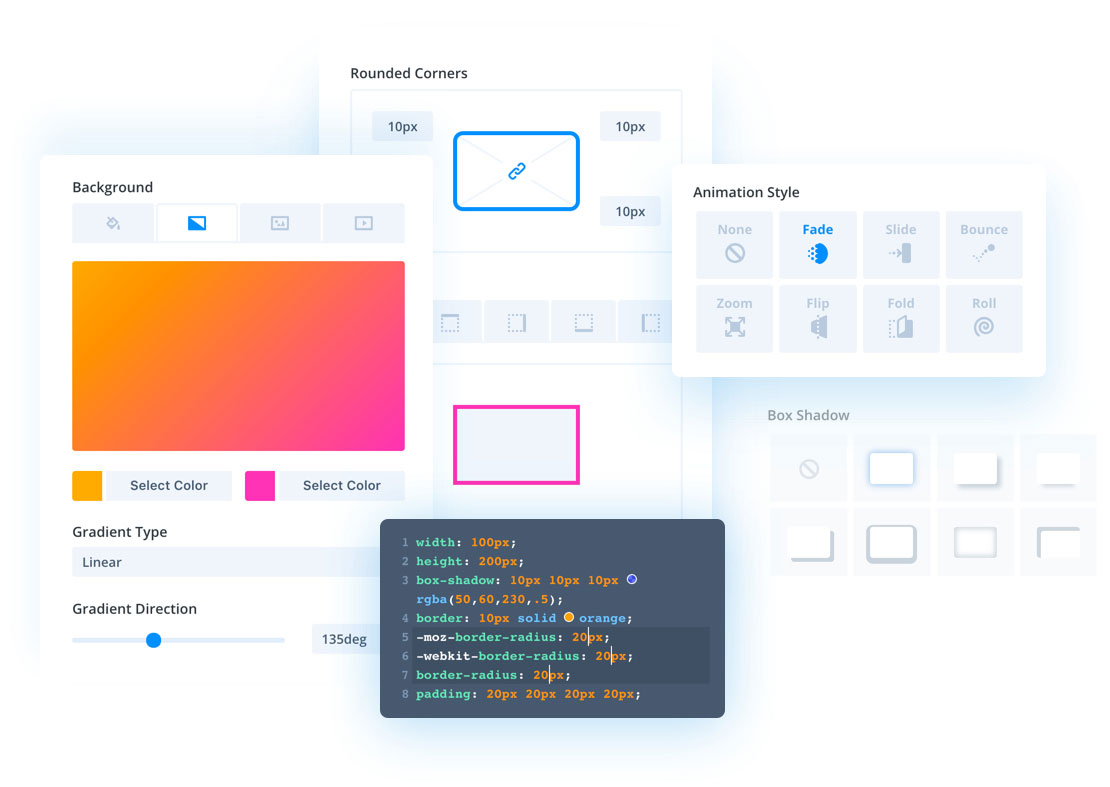 Rounded Corners
10px
10px
10px
Background
Select Color
Select Color
Gradient Type
Linear
Gradient Direction
135deg
Animation Style
None
Fade
Slide
Bounce
Zoom
Flip
Fold
Roll
Box Shadow
1 width: 100px;
2 height: 200px;
3 box-shadow: 10px 10px 10px
rgba(50,60,230,.5);
4 border: 10px solid orange;
5 -moz-border-radius: 20px;
6 -webkit-border-radius: 20px;
7 border-radius: 20px;
8 padding: 20px 20px 20px 20px;